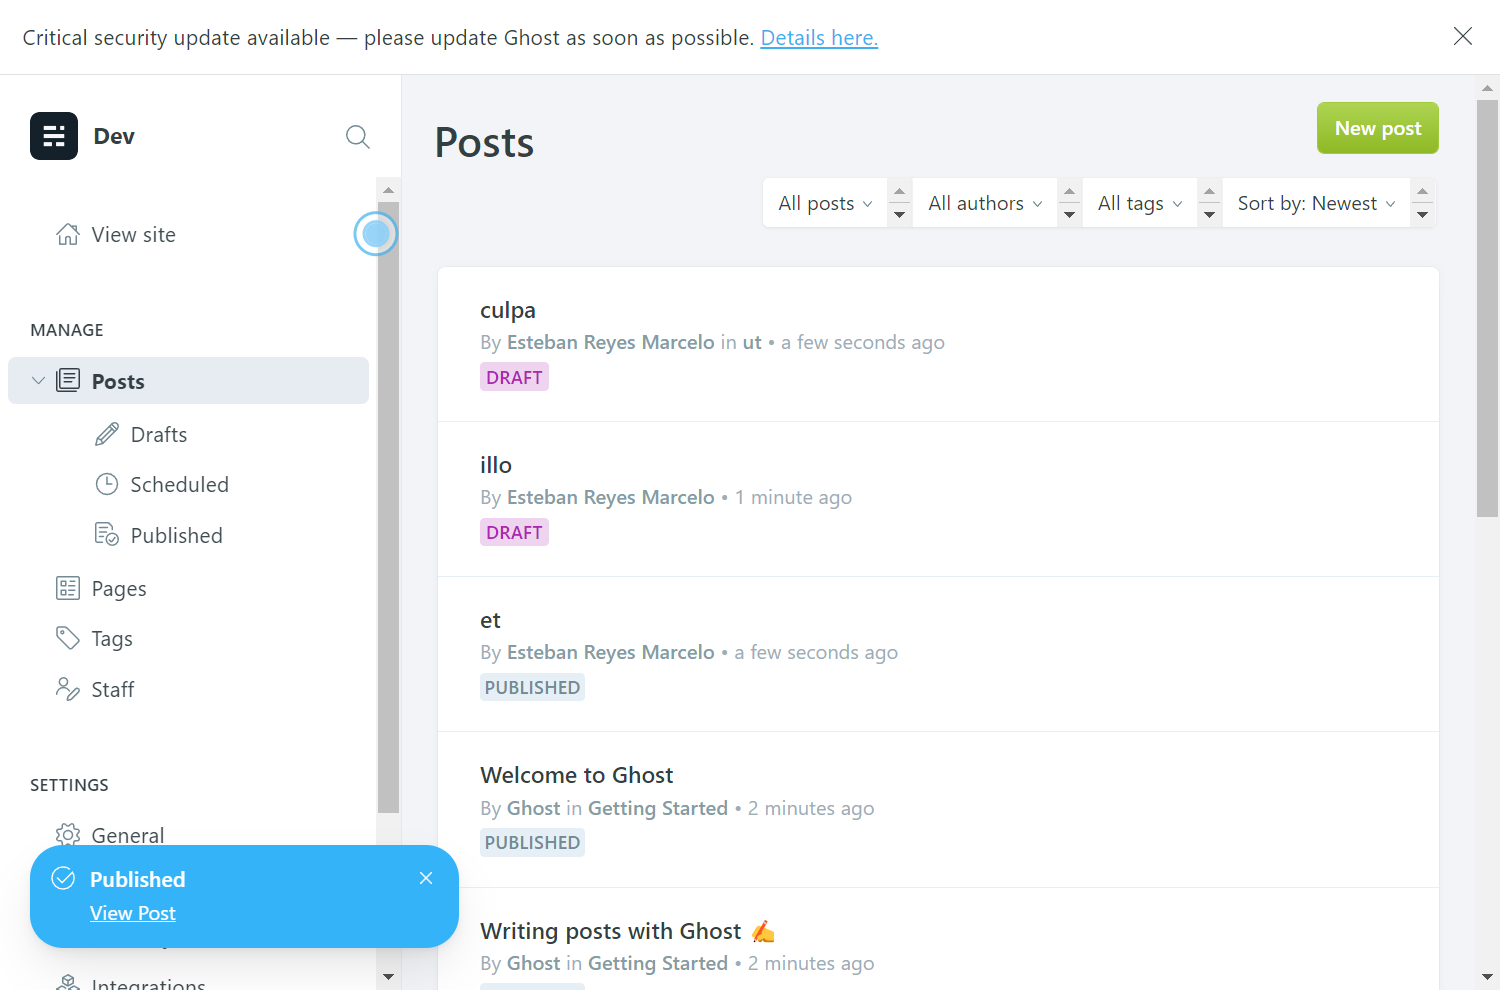 Critical security update available — please update Ghost as soon as possible. Details here.
Dev
View site
MANAGE
Posts
Drafts
Scheduled
Published
Pages
Tags
Staff
SETTINGS
General
Published
View Post
Integrations
Posts
New post
All posts
All authors
All tags
Sort by: Newest
culpa
By Esteban Reyes Marcelo in ut • a few seconds ago
DRAFT
illo
By Esteban Reyes Marcelo • 1 minute ago
DRAFT
et
By Esteban Reyes Marcelo • a few seconds ago
PUBLISHED
Welcome to Ghost
By Ghost in Getting Started • 2 minutes ago
PUBLISHED
Writing posts with Ghost ✍️
By Ghost in Getting Started • 2 minutes ago